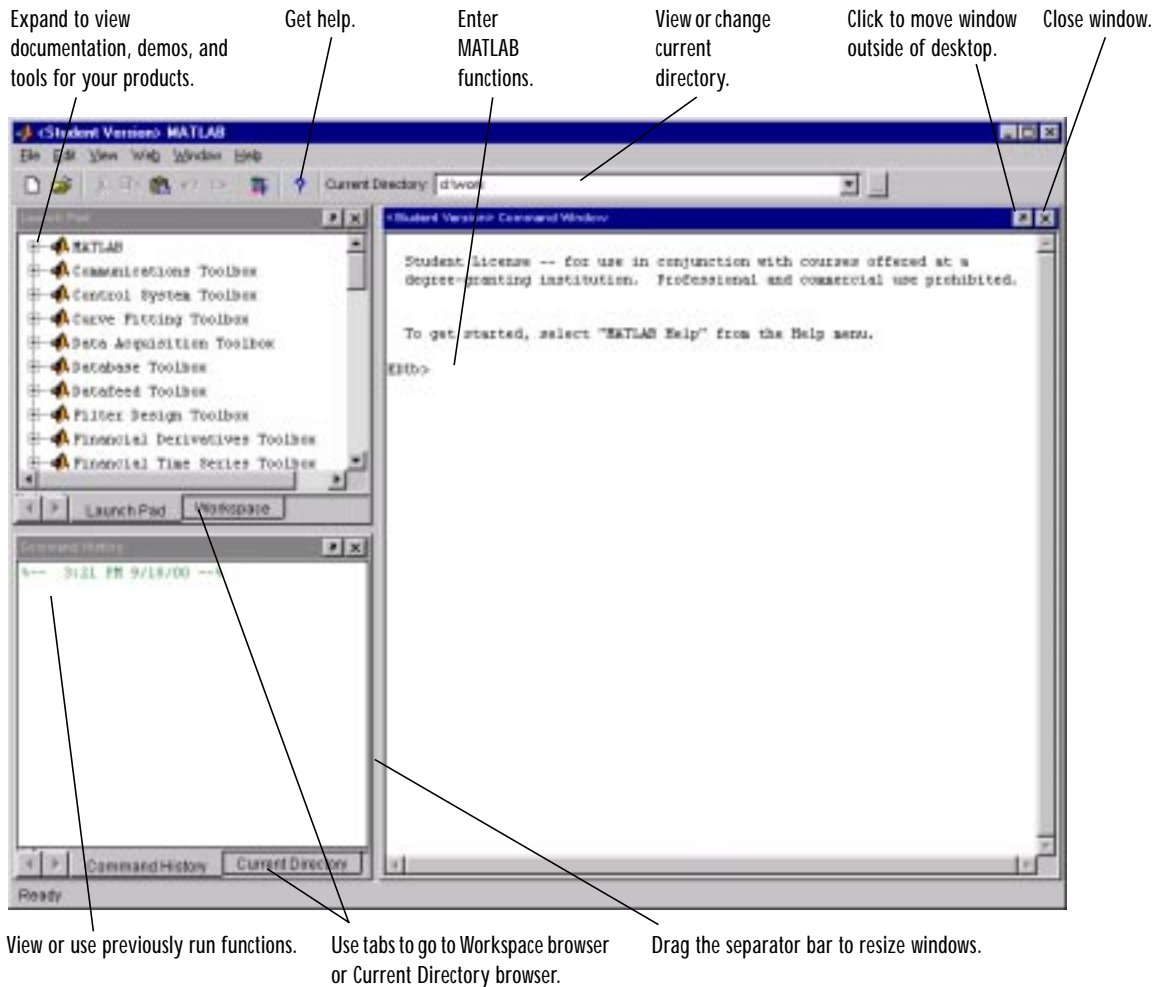 Expand to view
documentation, demos, and
tools for your products.
Get help.
Enter
MATLAB
functions.
View or change
current
directory.
Click to move window
outside of desktop.
Close window.
<Student Version> MATLAB
File Edit View Web Window Help
Current Directory: d:\work
Launch Pad
MATLAB
Communications Toolbox
Control System Toolbox
Curve Fitting Toolbox
Data Acquisition Toolbox
Database Toolbox
Datafeed Toolbox
Filter Design Toolbox
Financial Derivatives Toolbox
Financial Time Series Toolbox
Launch Pad Workspace
<Student Version> Command Window
Student License -- for use in conjunction with courses offered at a
degree-granting institution. Professional and commercial use prohibited.
To get started, select "MATLAB Help" from the Help menu.
EDU>
Command History
%-- 3:21 PM 9/18/00 --%
Command History Current Directory
Ready
View or use previously run functions.
Use tabs to go to Workspace browser
or Current Directory browser.
Drag the separator bar to resize windows.